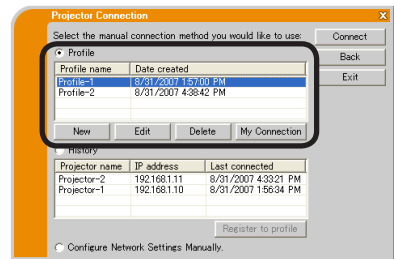 Projector Connection X
Select the manual connection method you would like to use: Connect
Profile Back
Profile name Date created Exit
Profile-1 8/31/2007 1:57:00 PM
Profile-2 8/31/2007 4:38:42 PM
New Edit Delete My Connection
History
Projector name IP address Last connected
Projector-2 192.168.1.11 8/31/2007 4:33:21 PM
Projector-1 192.168.1.10 8/31/2007 1:56:34 PM
Register to profile
Configure Network Settings Manually.